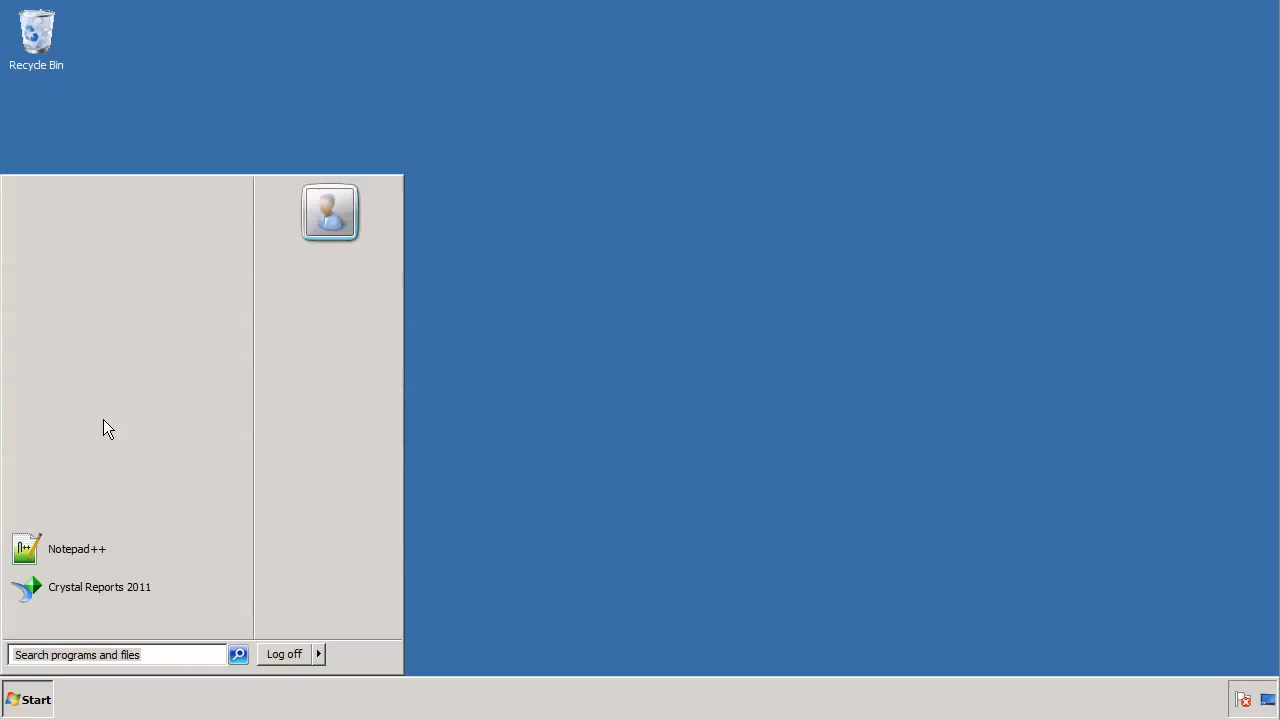 Recycle Bin
Notepad++
Crystal Reports 2011
Search programs and files
Log off
Start